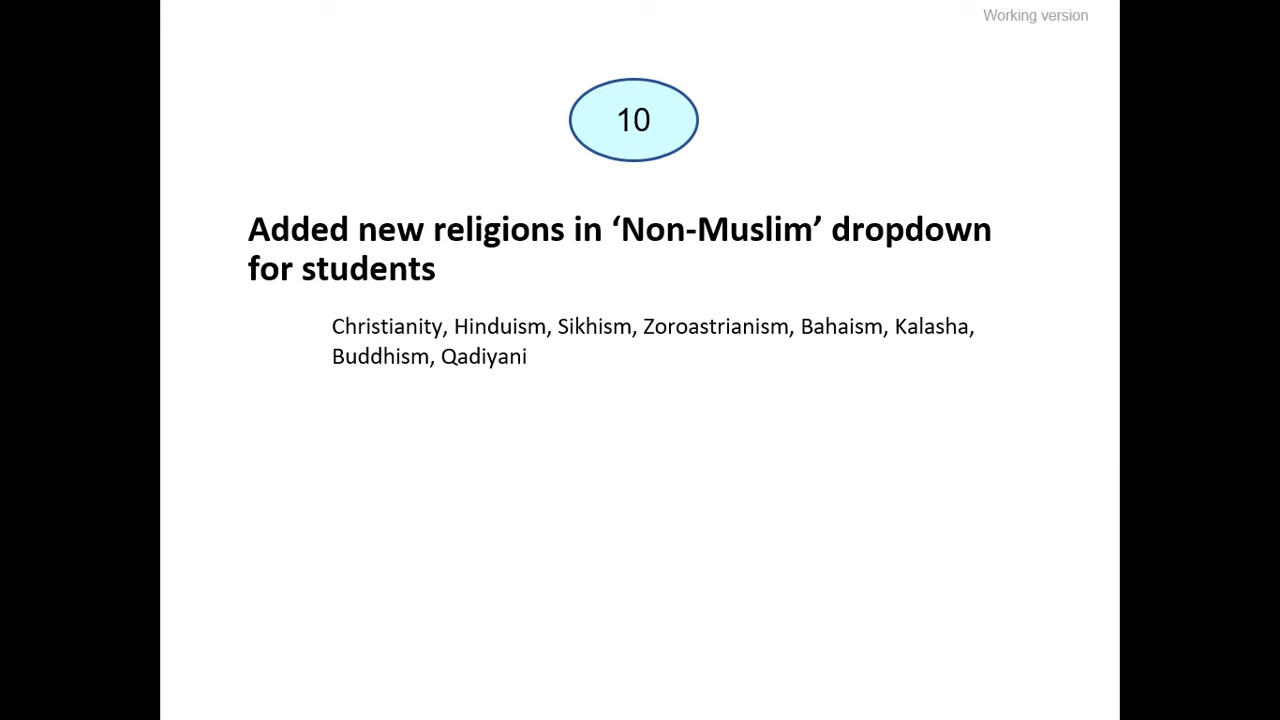 Working version
10
Added new religions in ‘Non-Muslim’ dropdown
for students
Christianity, Hinduism, Sikhism, Zoroastrianism, Bahaism, Kalasha,
Buddhism, Qadiyani